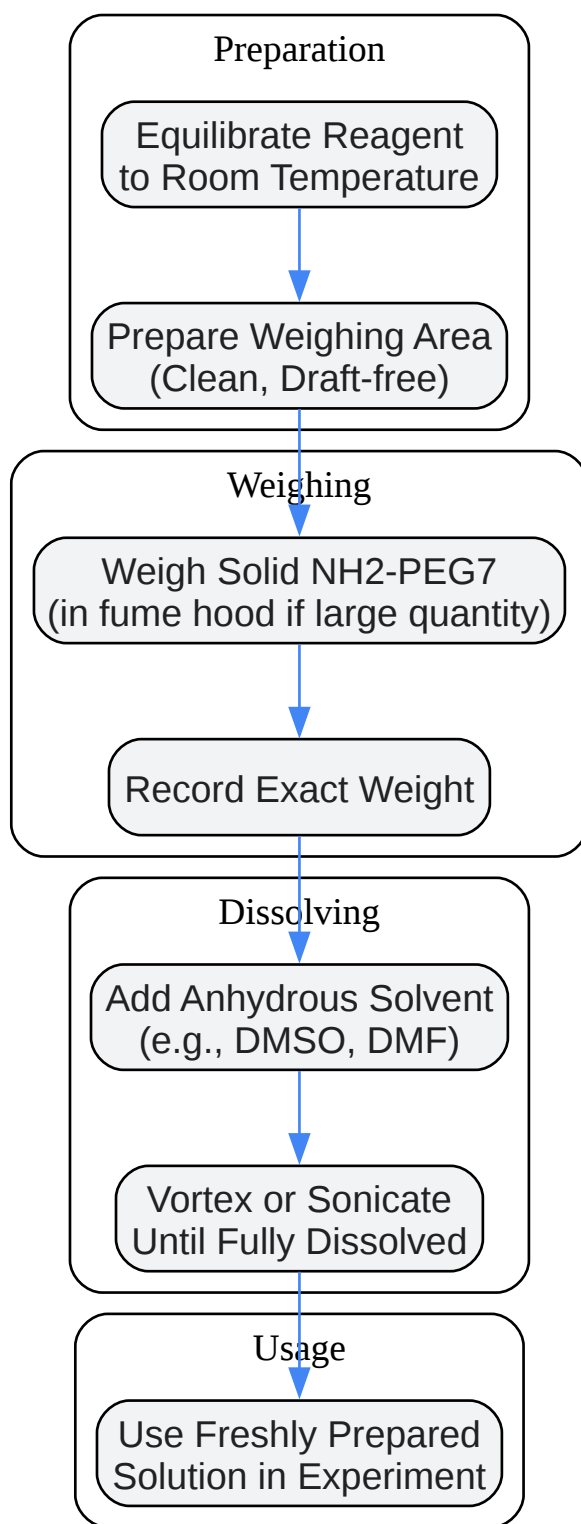 Preparation
Equilibrate Reagent
to Room Temperature
Prepare Weighing Area
(Clean, Draft-free)
Weighing
Weigh Solid NH2-PEG7
(in fume hood if large quantity)
Record Exact Weight
Dissolving
Add Anhydrous Solvent
(e.g., DMSO, DMF)
Vortex or Sonicate
Until Fully Dissolved
Usage
Use Freshly Prepared
Solution in Experiment